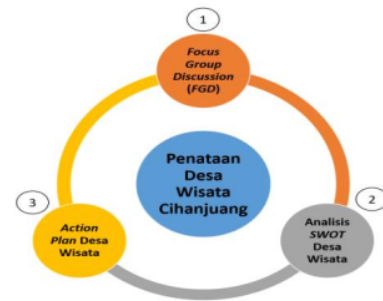 1
Focus
Group
Discussion
(FGD)
Penataan
Desa
Wisata
Cihanjuang
3
Action
Plan Desa
Wisata
2
Analisis
SWOT
Desa
Wisata